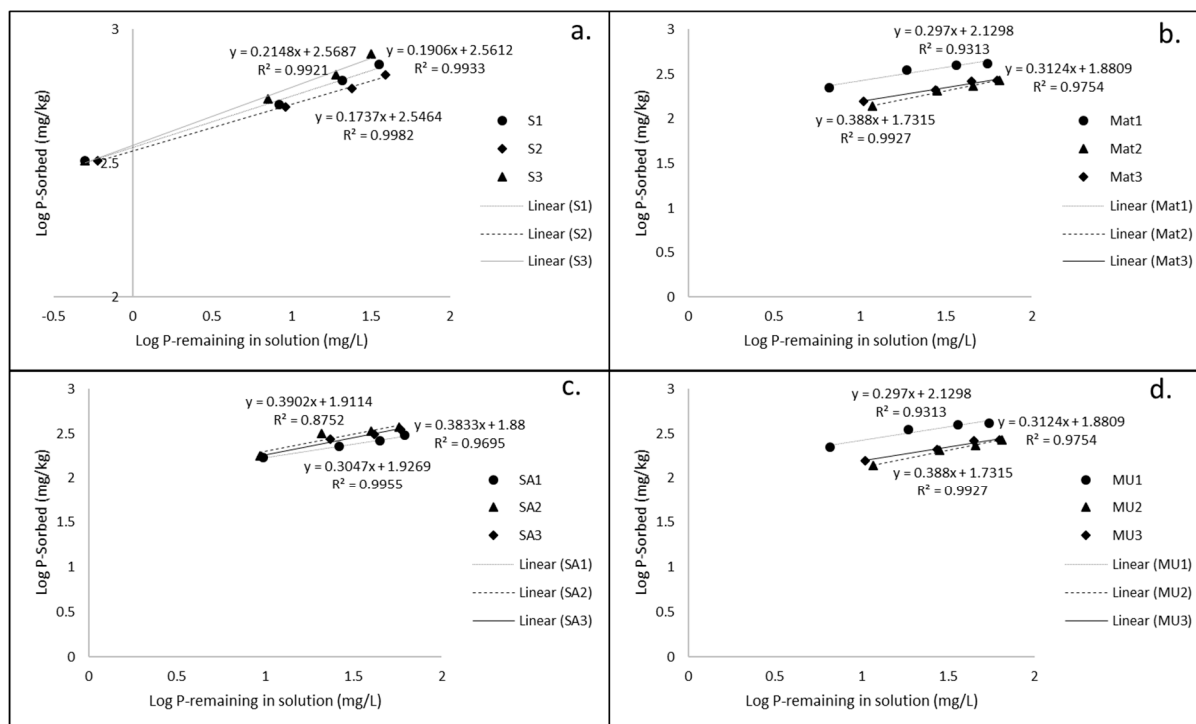 a.
3
y = 0.2148x + 2.5687
R² = 0.9921
y = 0.1906x + 2.5612
R² = 0.9933
y = 0.1737x + 2.5464
R² = 0.9982
2.5
2
Log P-Sorbed (mg/kg)
S1
S2
S3
Linear (S1)
Linear (S2)
Linear (S3)
-0.5 0 0.5 1 1.5 2
Log P-remaining in solution (mg/L)
b.
3
2.5
2
1.5
1
0.5
0
Log P-Sorbed (mg/kg)
y = 0.297x + 2.1298
R² = 0.9313
y = 0.3124x + 1.8809
R² = 0.9754
y = 0.388x + 1.7315
R² = 0.9927
Mat1
Mat2
Mat3
Linear (Mat1)
Linear (Mat2)
Linear (Mat3)
0 0.5 1 1.5 2
Log P-remaining in solution (mg/L)
c.
3
2.5
2
1.5
1
0.5
0
Log P-Sorbed (mg/kg)
y = 0.3902x + 1.9114
R² = 0.8752
y = 0.3833x + 1.88
R² = 0.9695
y = 0.3047x + 1.9269
R² = 0.9955
SA1
SA2
SA3
Linear (SA1)
Linear (SA2)
Linear (SA3)
0 0.5 1 1.5 2
Log P-remaining in solution (mg/L)
d.
3
2.5
2
1.5
1
0.5
0
Log P-Sorbed (mg/kg)
y = 0.297x + 2.1298
R² = 0.9313
y = 0.3124x + 1.8809
R² = 0.9754
y = 0.388x + 1.7315
R² = 0.9927
MU1
MU2
MU3
Linear (MU1)
Linear (MU2)
Linear (MU3)
0 0.5 1 1.5 2
Log P-remaining in solution (mg/L)